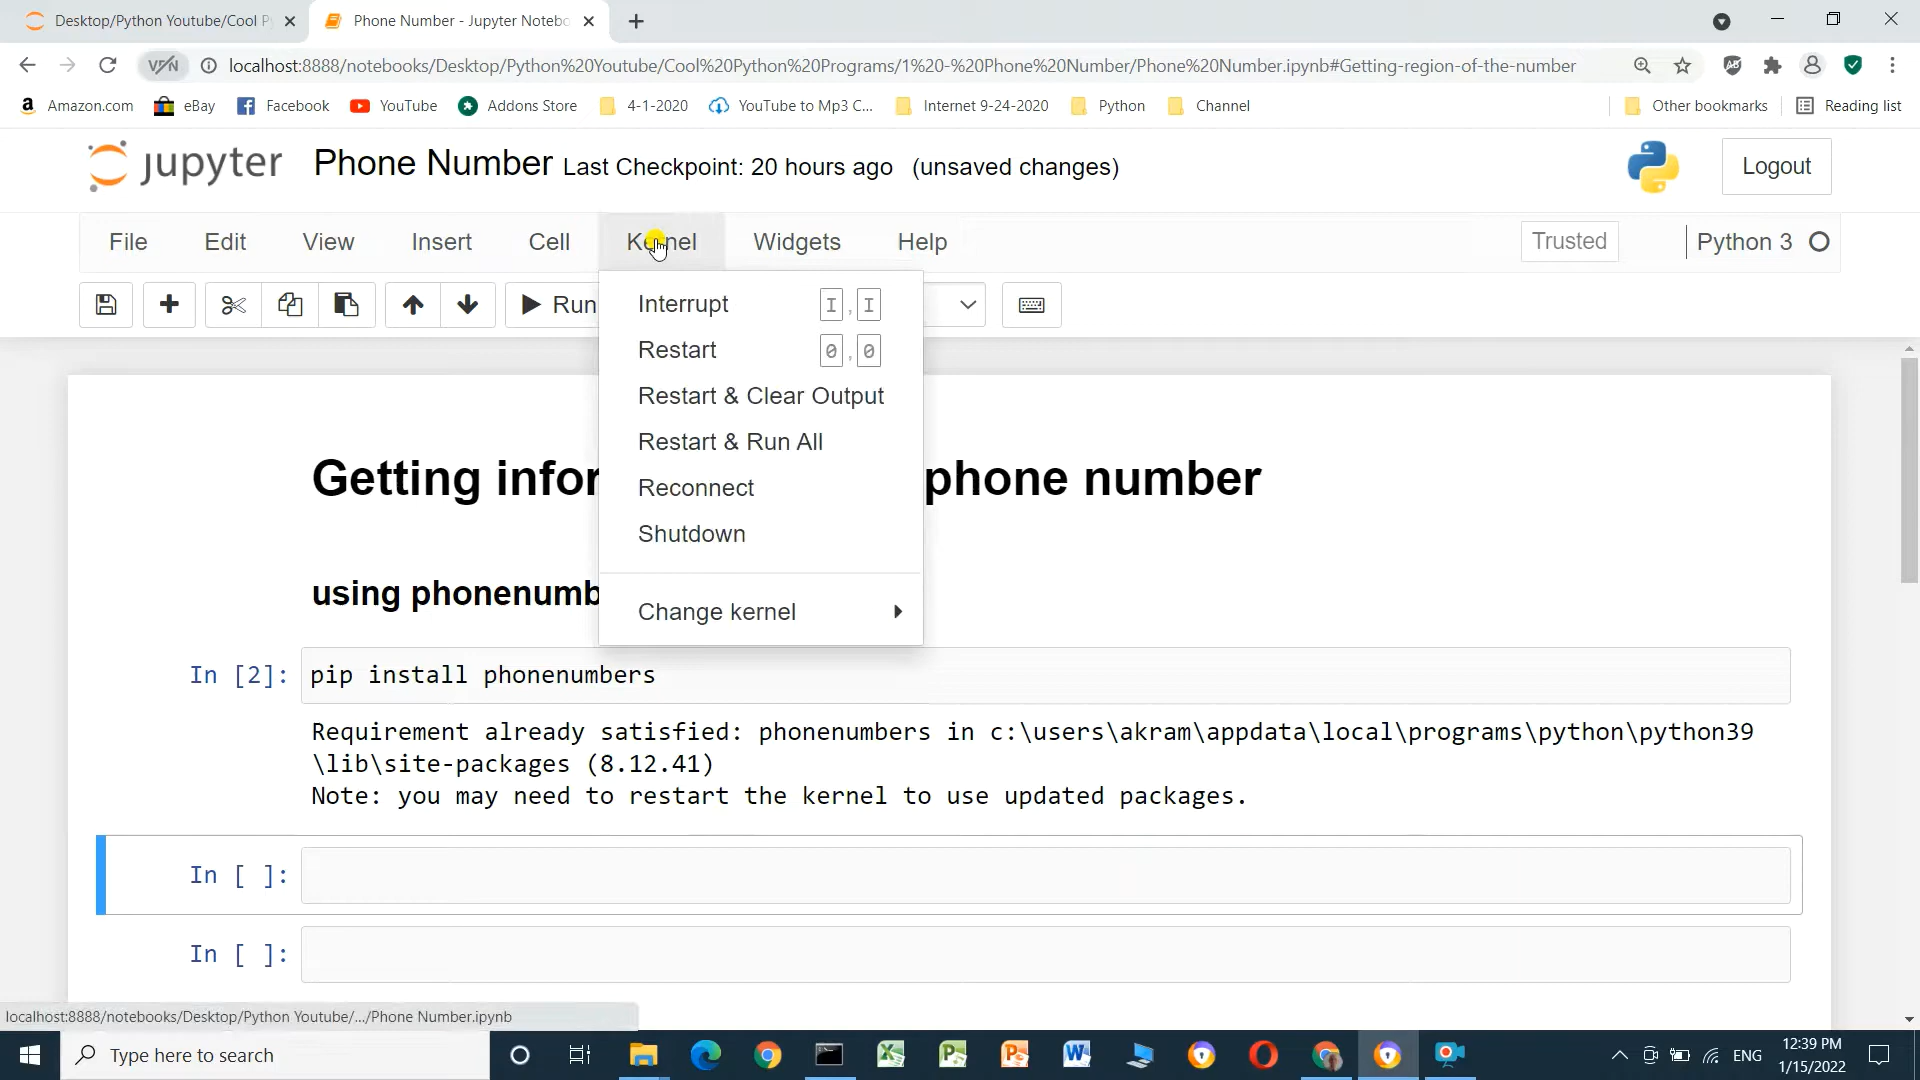 Desktop/Python Youtube/Cool P
Phone Number - Jupyter Notebo
VPN
localhost:8888/notebooks/Desktop/Python%20Youtube/Cool%20Python%20Programs/1%20-%20Phone%20Number/Phone%20Number.ipynb#Getting-region-of-the-number
Amazon.com eBay Facebook YouTube Addons Store 4-1-2020 YouTube to Mp3 C... Internet 9-24-2020 Python Channel Other bookmarks Reading list
jupyter Phone Number Last Checkpoint: 20 hours ago (unsaved changes) Logout
File Edit View Insert Cell Kernel Widgets Help Trusted Python 3
Run
Interrupt I , I
Restart 0 , 0
Restart & Clear Output
Restart & Run All
Reconnect
Shutdown
Change kernel
Getting infor phone number
using phonenumb
In [2]: pip install phonenumbers
Requirement already satisfied: phonenumbers in c:\users\akram\appdata\local\programs\python\python39
\lib\site-packages (8.12.41)
Note: you may need to restart the kernel to use updated packages.
In [ ]:
In [ ]:
localhost:8888/notebooks/Desktop/Python Youtube/.../Phone Number.ipynb
Type here to search
ENG
12:39 PM
1/15/2022